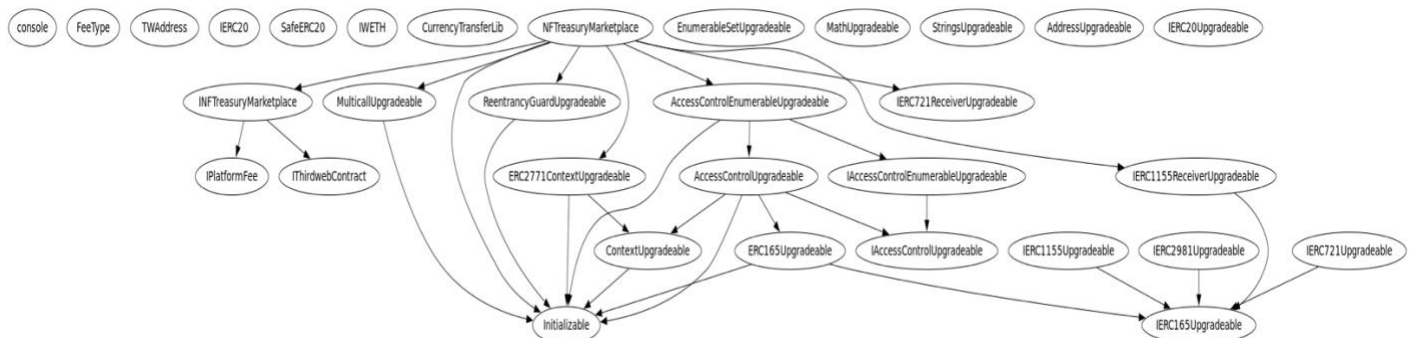 console FeeType TWAddress IERC20 SafeERC20 IWETH CurrencyTransferLib NFTreasuryMarketplace EnumerableSetUpgradeable MathUpgradeable StringsUpgradeable AddressUpgradeable IERC20Upgradeable
INFTreasuryMarketplace MulticallUpgradeable ReentrancyGuardUpgradeable AccessControlEnumerableUpgradeable IERC721ReceiverUpgradeable
IPlatformFee IThirdwebContract ERC2771ContextUpgradeable AccessControlUpgradeable IAccessControlEnumerableUpgradeable IERC1155ReceiverUpgradeable
ContextUpgradeable ERC165Upgradeable IAccessControlUpgradeable IERC1155Upgradeable IERC2981Upgradeable IERC721Upgradeable
Initializable IERC165Upgradeable